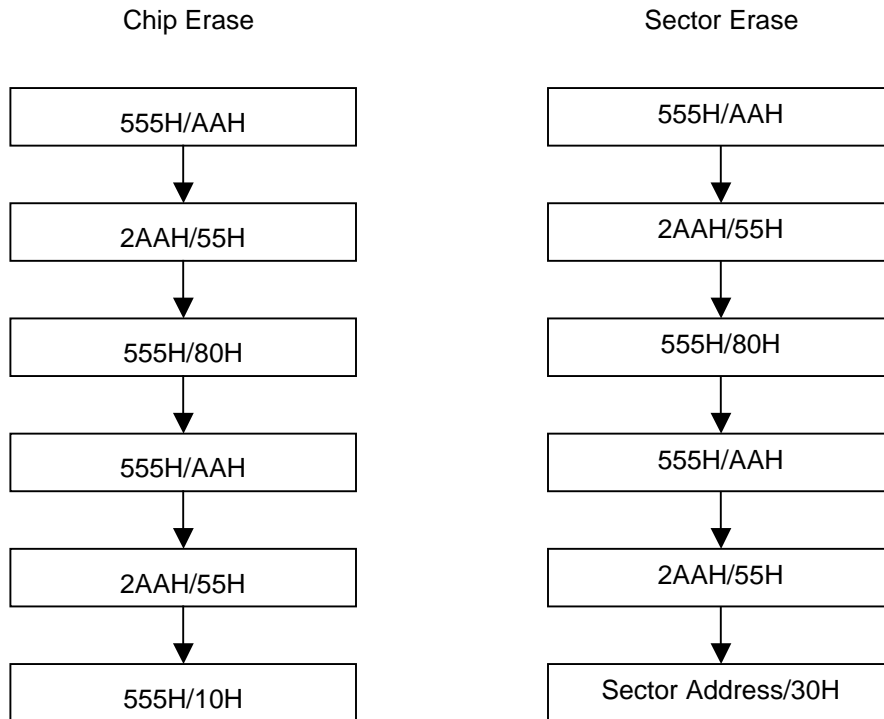 Chip Erase
555H/AAH
2AAH/55H
555H/80H
555H/AAH
2AAH/55H
555H/10H
Sector Erase
555H/AAH
2AAH/55H
555H/80H
555H/AAH
2AAH/55H
Sector Address/30H